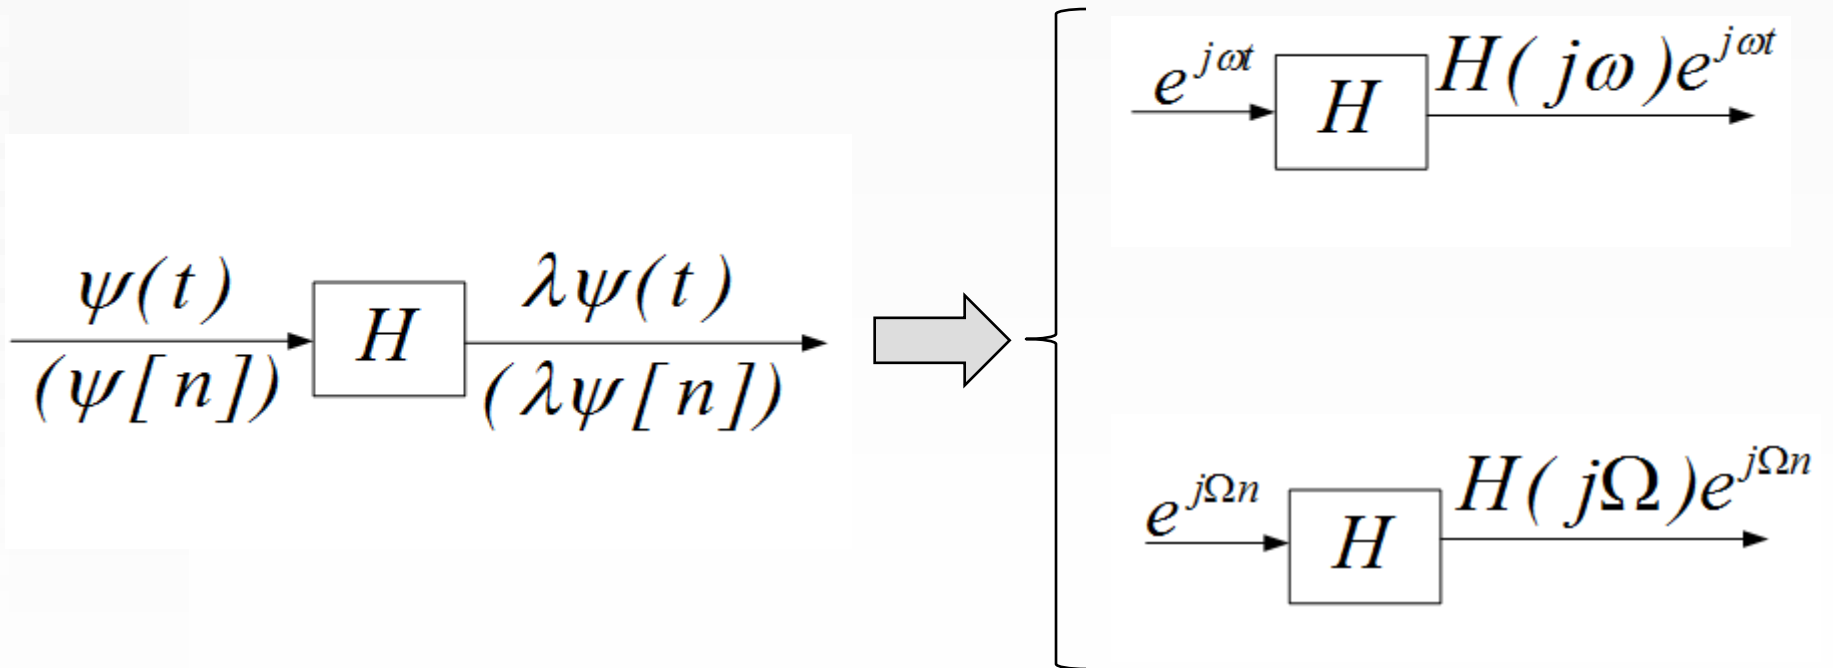 ψ(t)
H
λψ(t)
(ψ[n])
(λψ[n])
e^{jωt}
H
H(jω)e^{jωt}
e^{jΩn}
H
H(jΩ)e^{jΩn}